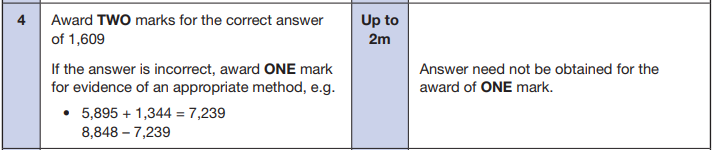 4
Award TWO marks for the correct answer
of 1,609
If the answer is incorrect, award ONE mark
for evidence of an appropriate method, e.g.
• 5,895 + 1,344 = 7,239
8,848 – 7,239
Up to
2m
Answer need not be obtained for the
award of ONE mark.